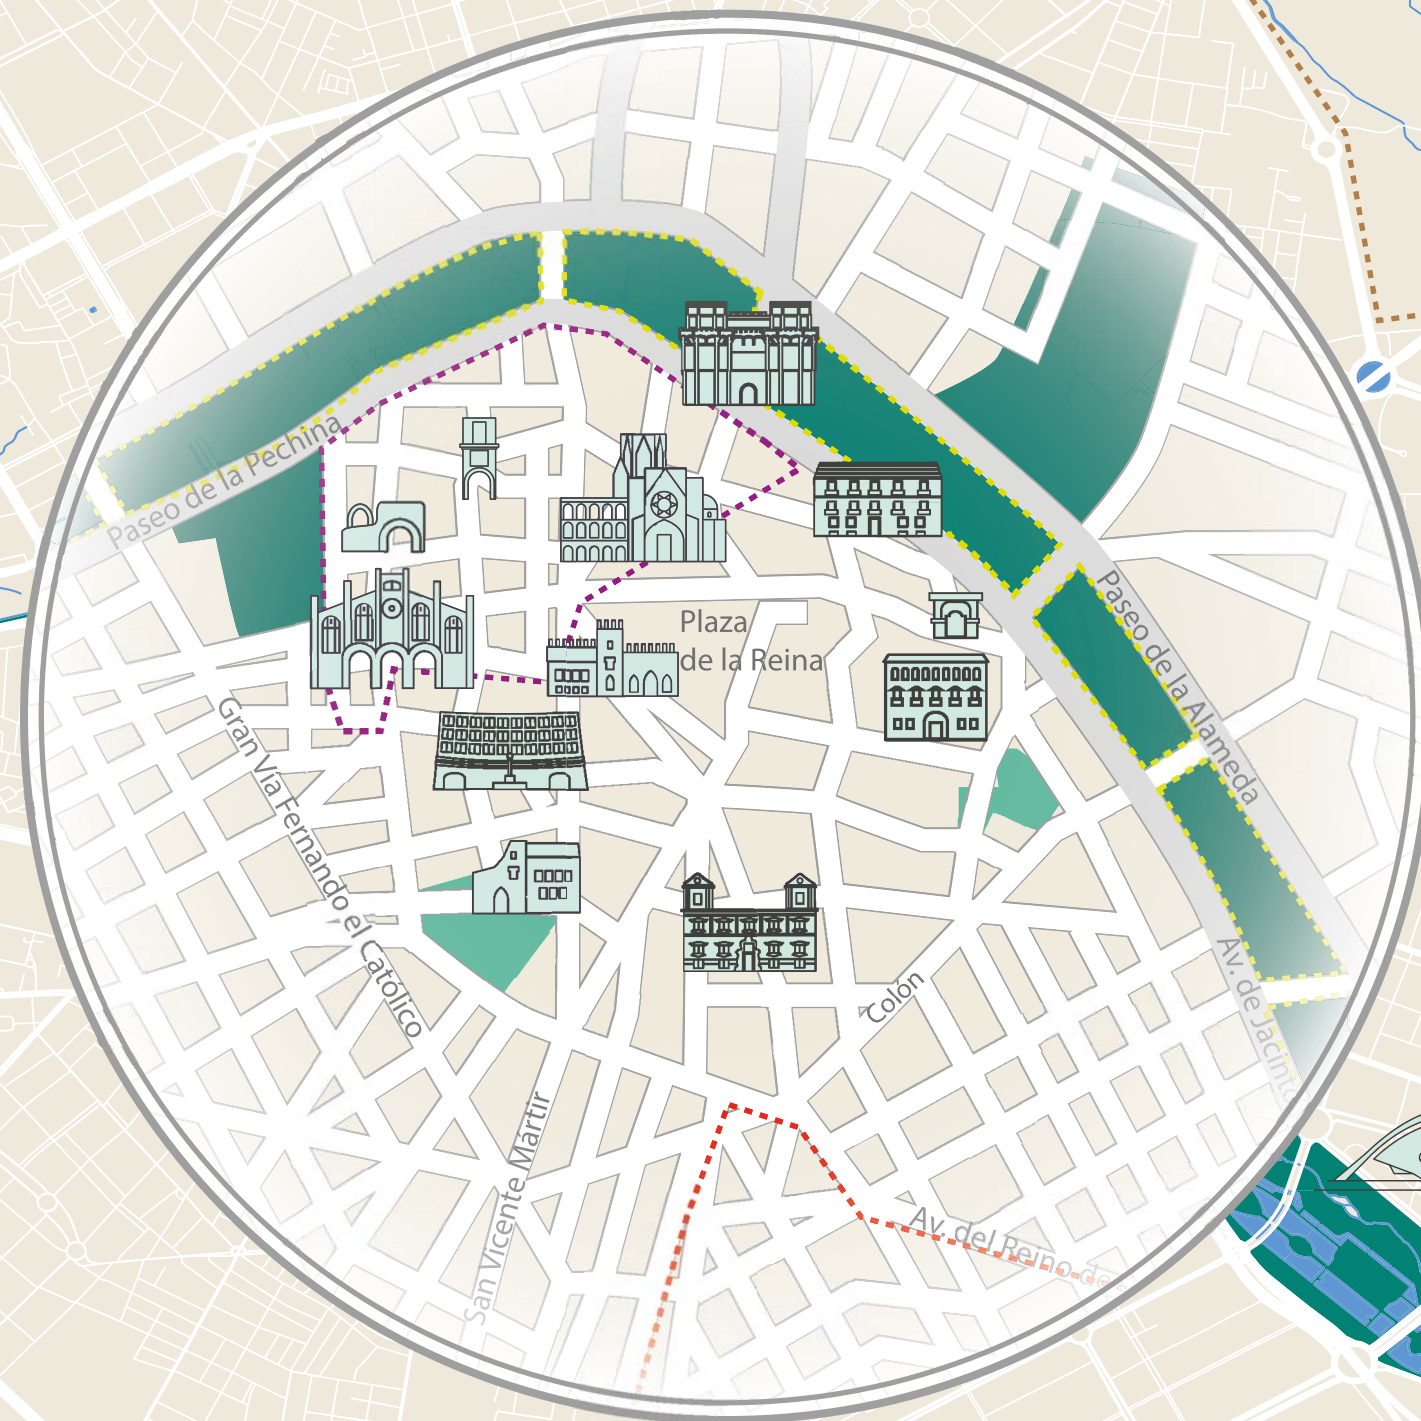 Paseo de la Pechina
Plaza
de la Reina
Paseo de la Alameda
Gran Vía Fernando el Católico
Colón
Av. de Jacinto
San Vicente Mártir
Av. del Reino de